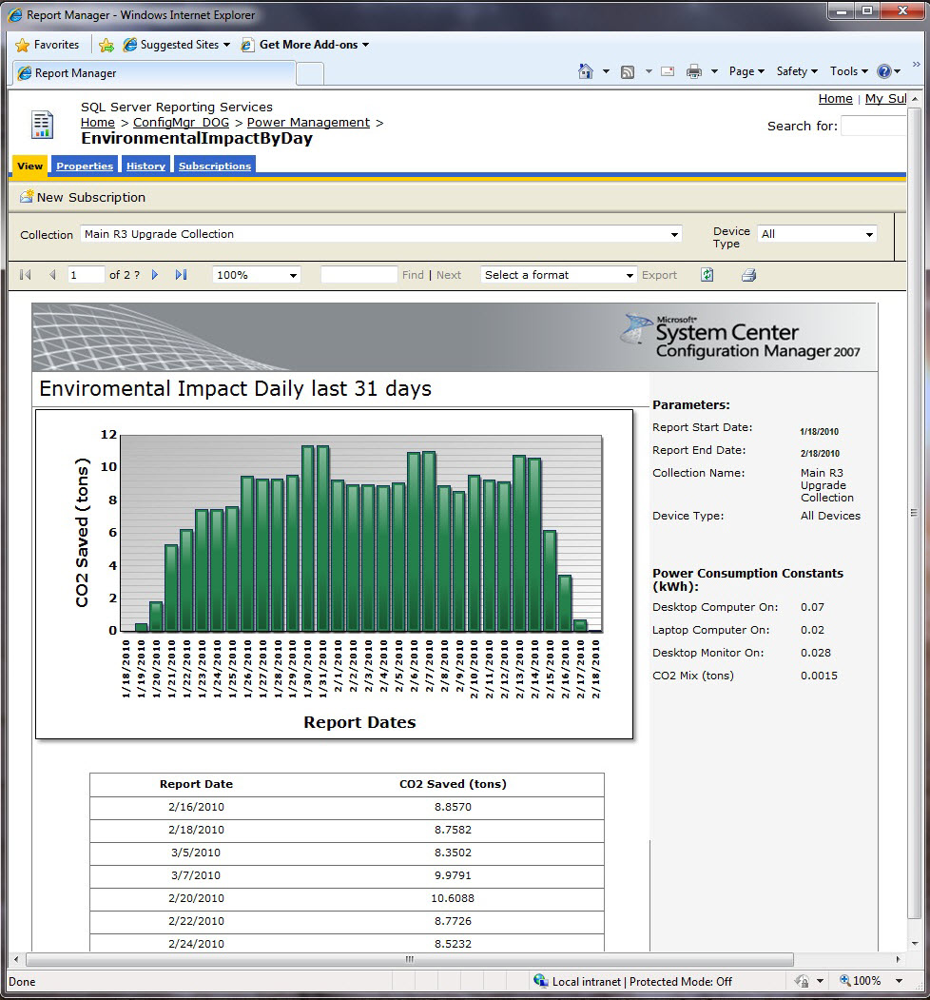 Report Manager - Windows Internet Explorer
Favorites Suggested Sites Get More Add-ons
Report Manager Page Safety Tools
Home | My Sul
SQL Server Reporting Services
Home > ConfigMgr_DOG > Power Management >
Search for:
EnvironmentalImpactByDay
View Properties History Subscriptions
New Subscription
Collection Main R3 Upgrade Collection Device Type All
1 of 2 ? 100% Find | Next Select a format Export
Microsoft®
System Center
Configuration Manager 2007
Enviromental Impact Daily last 31 days
12
10
8
6
4
2
0
CO2 Saved (tons)
1/18/2010
1/19/2010
1/20/2010
1/21/2010
1/22/2010
1/23/2010
1/24/2010
1/25/2010
1/26/2010
1/27/2010
1/28/2010
1/29/2010
1/30/2010
1/31/2010
2/1/2010
2/2/2010
2/3/2010
2/4/2010
2/5/2010
2/6/2010
2/7/2010
2/8/2010
2/9/2010
2/10/2010
2/11/2010
2/12/2010
2/13/2010
2/14/2010
2/15/2010
2/16/2010
2/17/2010
2/18/2010
Report Dates
Parameters:
Report Start Date: 1/18/2010
Report End Date: 2/18/2010
Collection Name: Main R3
Upgrade
Collection
Device Type: All Devices
Power Consumption Constants
(kWh):
Desktop Computer On: 0.07
Laptop Computer On: 0.02
Desktop Monitor On: 0.028
CO2 Mix (tons) 0.0015
Report Date CO2 Saved (tons)
2/16/2010 8.8570
2/18/2010 8.7582
3/5/2010 8.3502
3/7/2010 9.9791
2/20/2010 10.6088
2/22/2010 8.7726
2/24/2010 8.5232
Done Local intranet | Protected Mode: Off 100%